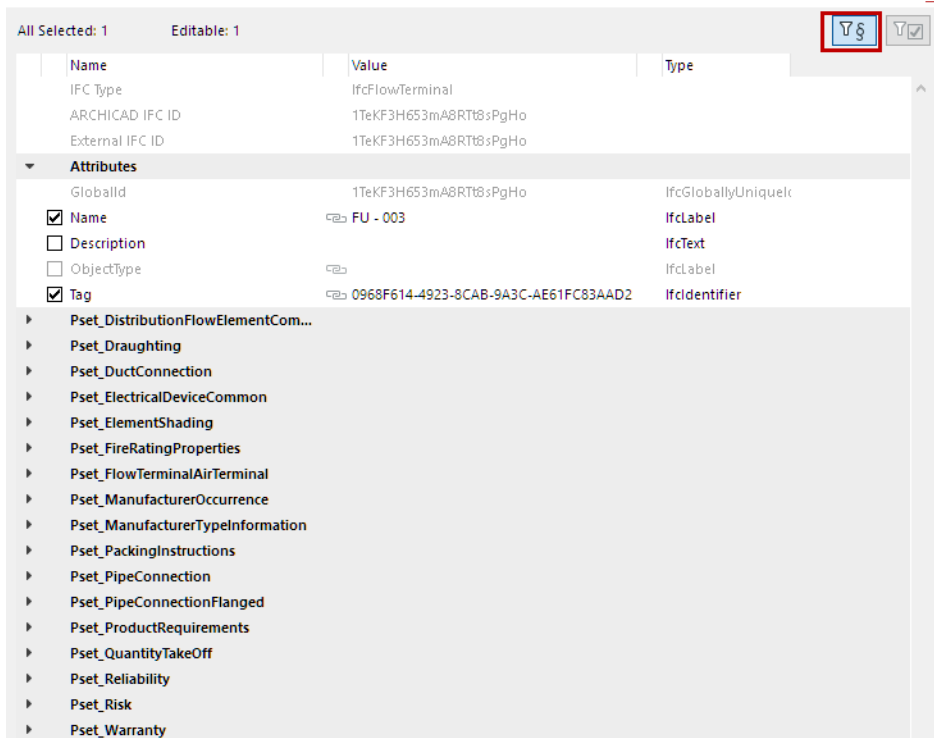 All Selected: 1 Editable: 1 §
Name Value Type
IFC Type IfcFlowTerminal
ARCHICAD IFC ID 1TeKF3H653mA8RTt8sPgHo
External IFC ID 1TeKF3H653mA8RTt8sPgHo
Attributes
GlobalId 1TeKF3H653mA8RTt8sPgHo IfcGloballyUniqueIc
Name FU - 003 IfcLabel
Description IfcText
ObjectType IfcLabel
Tag 0968F614-4923-8CAB-9A3C-AE61FC83AAD2 IfcIdentifier
Pset_DistributionFlowElementCom...
Pset_Draughting
Pset_DuctConnection
Pset_ElectricalDeviceCommon
Pset_ElementShading
Pset_FireRatingProperties
Pset_FlowTerminalAirTerminal
Pset_ManufacturerOccurrence
Pset_ManufacturerTypeInformation
Pset_PackingInstructions
Pset_PipeConnection
Pset_PipeConnectionFlanged
Pset_ProductRequirements
Pset_QuantityTakeOff
Pset_Reliability
Pset_Risk
Pset_Warranty